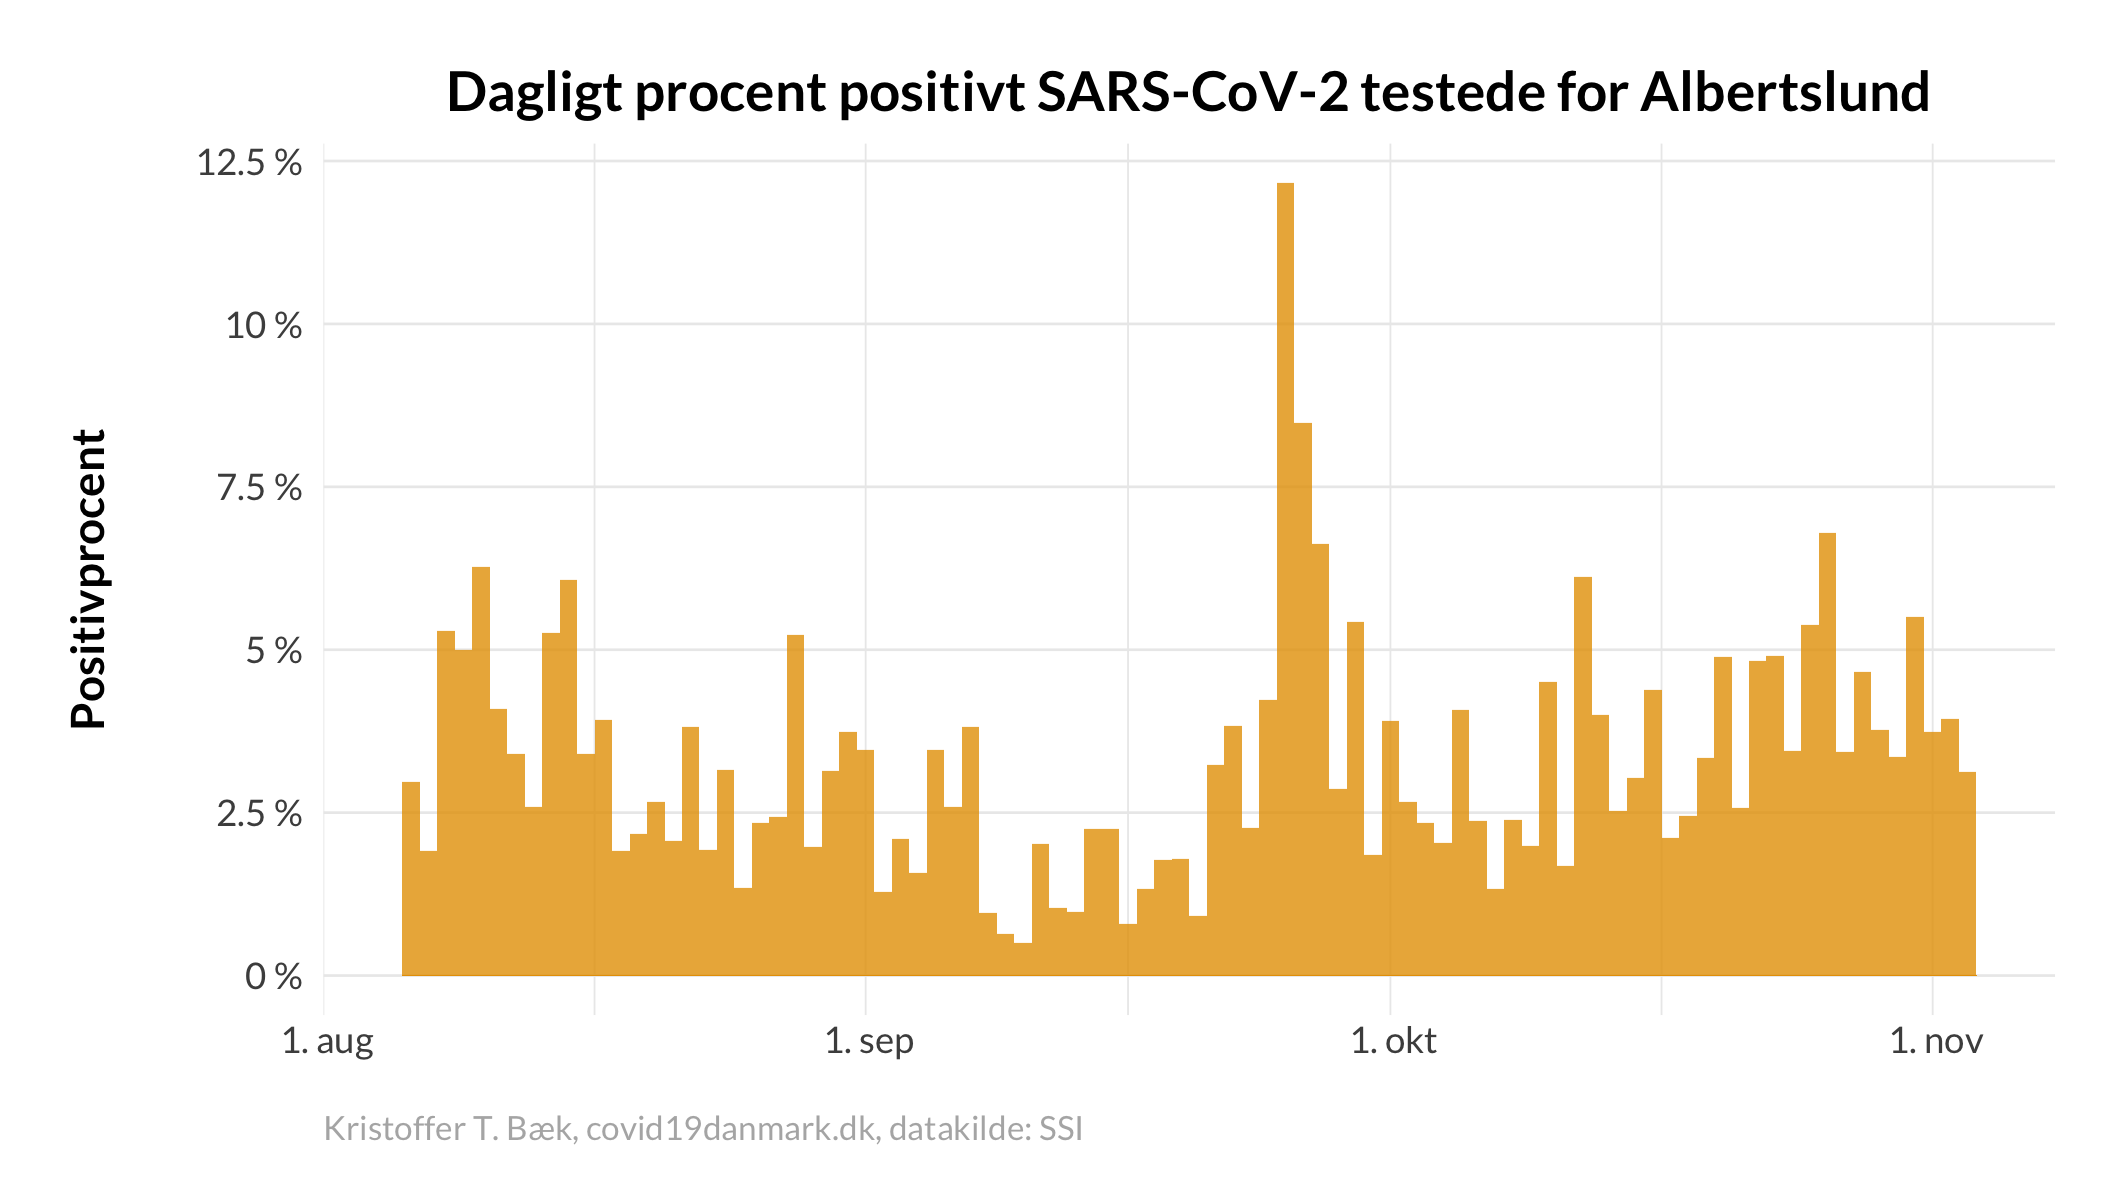 Dagligt procent positivt SARS-CoV-2 testede for Albertslund
Positivprocent
12.5 %
10 %
7.5 %
5 %
2.5 %
0 %
1. aug
1. sep
1. okt
1. nov
Kristoffer T. Bæk, covid19danmark.dk, datakilde: SSI